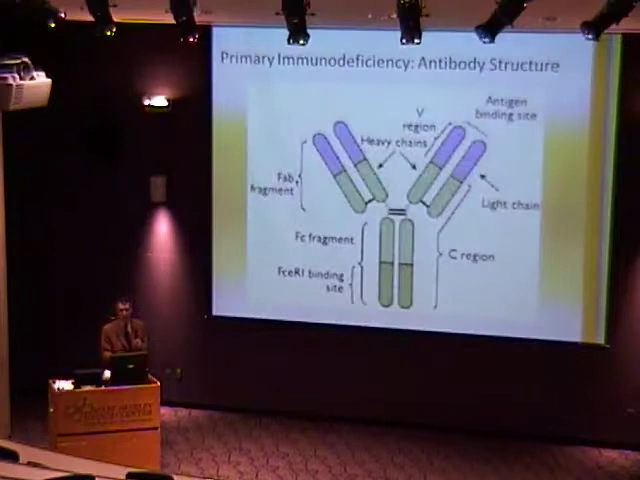 Primary Immunodeficiency: Antibody Structure
Antigen
binding site
V
region
Heavy chains
Fab
fragment
Light chain
Fc fragment
C region
FceRI binding
site